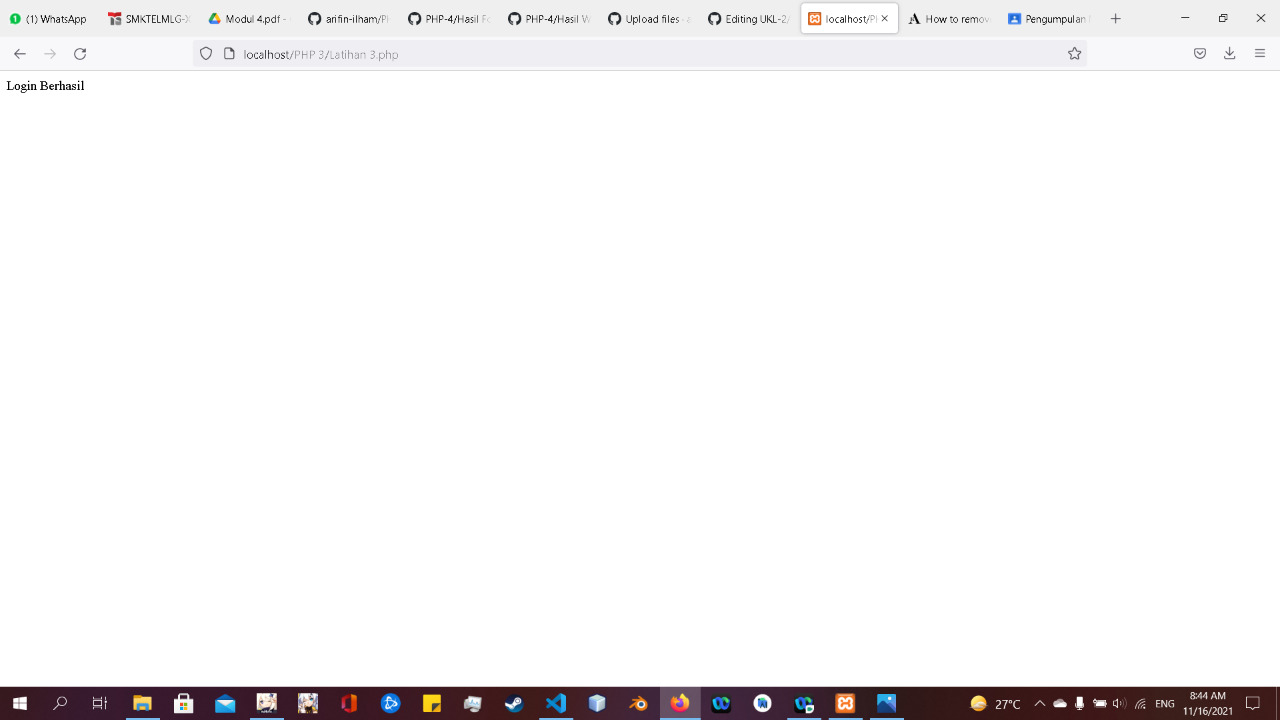 (1) WhatsApp
SMKTELMLG-X
Modul 4.pdf -
arifin-ilham/P
PHP-4/Hasil Fo
PHP-4/Hasil W
Upload files
Editing UKL-2/
localhost/P
How to remov
Pengumpulan
localhost/PHP 3/Latihan 3.php
Login Berhasil
27°C
ENG
8:44 AM
11/16/2021